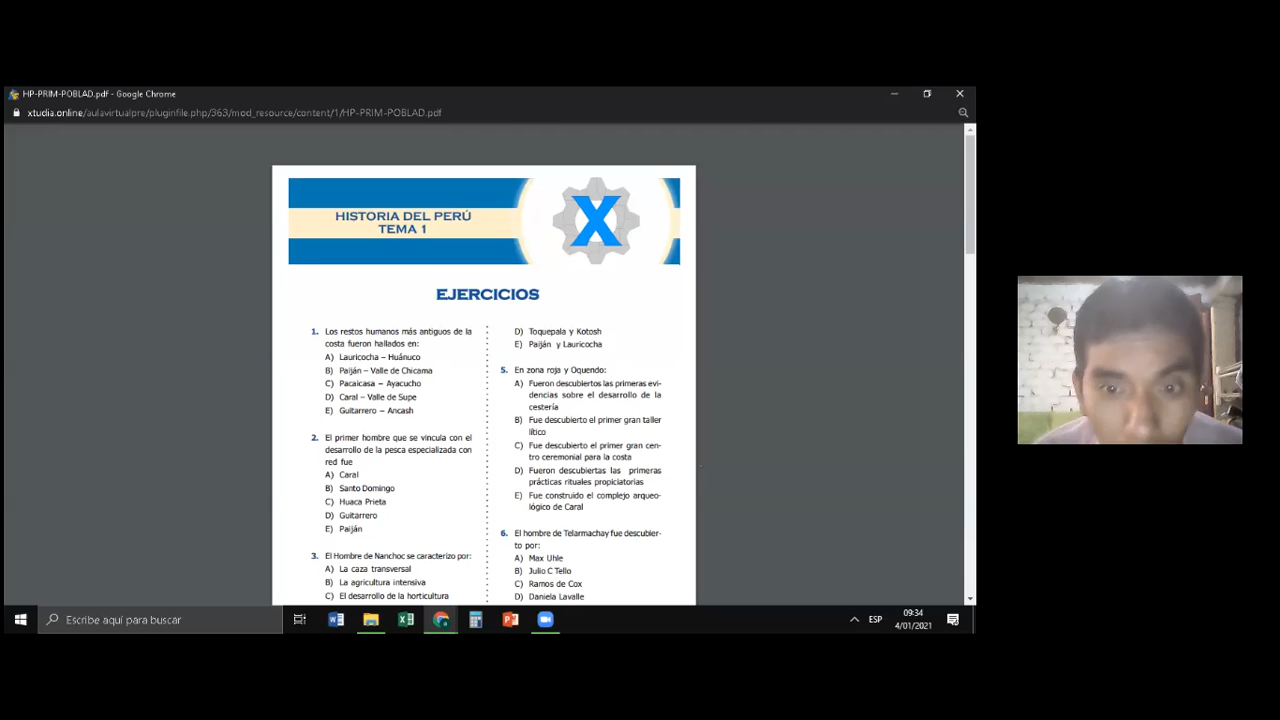 HP-PRIM-POBLAD.pdf - Google Chrome
xtudia.online/aulavirtualpre/pluginfile.php/363/mod_resource/content/1/HP-PRIM-POBLAD.pdf
HISTORIA DEL PERÚ
TEMA 1
X
EJERCICIOS
1. Los restos humanos más antiguos de la
costa fueron hallados en:
A) Lauricocha – Huánuco
B) Paiján – Valle de Chicama
C) Pacaicasa – Ayacucho
D) Caral – Valle de Supe
E) Guitarrero – Ancash
2. El primer hombre que se vincula con el
desarrollo de la pesca especializada con
red fue
A) Caral
B) Santo Domingo
C) Huaca Prieta
D) Guitarrero
E) Paiján
3. El Hombre de Nanchoc se caracterizo por:
A) La caza transversal
B) La agricultura intensiva
C) El desarrollo de la horticultura
D) Toquepala y Kotosh
E) Paiján y Lauricocha
5. En zona roja y Oquendo:
A) Fueron descubiertos las primeras evi-
dencias sobre el desarrollo de la
cestería
B) Fue descubierto el primer gran taller
lítico
C) Fue descubierto el primer gran cen-
tro ceremonial para la costa
D) Fueron descubiertas las primeras
prácticas rituales propiciatorias
E) Fue construido el complejo arqueo-
lógico de Caral
6. El hombre de Telarmachay fue descubier-
to por:
A) Max Uhle
B) Julio C Tello
C) Ramos de Cox
D) Daniela Lavalle
Escribe aquí para buscar
ESP
09:34
4/01/2021